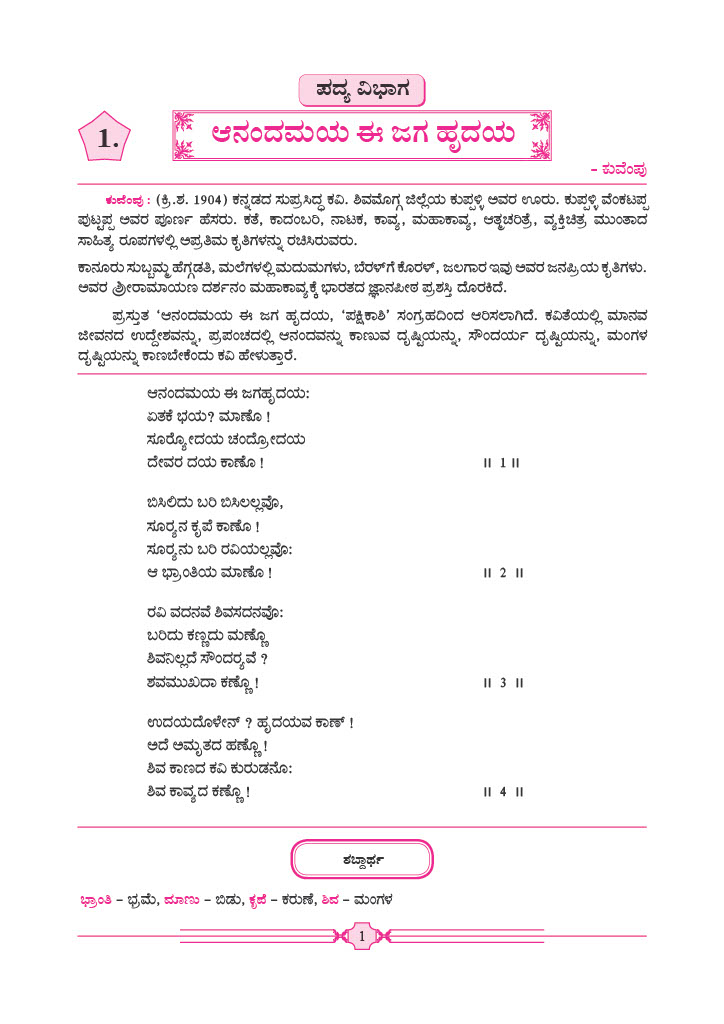 ಪದ್ಯ ವಿಭಾಗ
1.
ಆನಂದಮಯ ಈ ಜಗ ಹೃದಯ
– ಕುವೆಂಪು
ಕುವೆಂಪು : (ಕ್ರಿ.ಶ. 1904) ಕನ್ನಡದ ಸುಪ್ರಸಿದ್ಧ ಕವಿ. ಶಿವಮೊಗ್ಗ ಜಿಲ್ಲೆಯ ಕುಪ್ಪಳ್ಳಿ ಅವರ ಊರು. ಕುಪ್ಪಳ್ಳಿ ವೆಂಕಟಪ್ಪ
ಪುಟ್ಟಪ್ಪ ಅವರ ಪೂರ್ಣ ಹೆಸರು. ಕತೆ, ಕಾದಂಬರಿ, ನಾಟಕ, ಕಾವ್ಯ, ಮಹಾಕಾವ್ಯ, ಆತ್ಮಚರಿತ್ರೆ, ವ್ಯಕ್ತಿಚಿತ್ರ ಮುಂತಾದ
ಸಾಹಿತ್ಯ ರೂಪಗಳಲ್ಲಿ ಅಪ್ರತಿಮ ಕೃತಿಗಳನ್ನು ರಚಿಸಿರುವರು.
ಕಾನೂರು ಸುಬ್ಬಮ್ಮ ಹೆಗ್ಗಡತಿ, ಮಲೆಗಳಲ್ಲಿ ಮದುಮಗಳು, ಬೆರಳ್‌ಗೆ ಕೊರಳ್, ಜಲಗಾರ ಇವು ಅವರ ಜನಪ್ರಿಯ ಕೃತಿಗಳು.
ಅವರ ಶ್ರೀರಾಮಾಯಣ ದರ್ಶನಂ ಮಹಾಕಾವ್ಯಕ್ಕೆ ಭಾರತದ ಜ್ಞಾನಪೀಠ ಪ್ರಶಸ್ತಿ ದೊರಕಿದೆ.
ಪ್ರಸ್ತುತ ‘ಆನಂದಮಯ ಈ ಜಗ ಹೃದಯ, ‘ಪಕ್ಷಿಕಾಶಿ’ ಸಂಗ್ರಹದಿಂದ ಆರಿಸಲಾಗಿದೆ. ಕವಿತೆಯಲ್ಲಿ ಮಾನವ
ಜೀವನದ ಉದ್ದೇಶವನ್ನು, ಪ್ರಪಂಚದಲ್ಲಿ ಆನಂದವನ್ನು ಕಾಣುವ ದೃಷ್ಟಿಯನ್ನು, ಸೌಂದರ್ಯ ದೃಷ್ಟಿಯನ್ನು, ಮಂಗಳ
ದೃಷ್ಟಿಯನ್ನು ಕಾಣಬೇಕೆಂದು ಕವಿ ಹೇಳುತ್ತಾರೆ.
ಆನಂದಮಯ ಈ ಜಗಹೃದಯ:
ಏತಕೆ ಭಯ? ಮಾಣೊ !
ಸೂರ‍್ಯೋದಯ ಚಂದ್ರೋದಯ
ದೇವರ ದಯ ಕಾಣೊ ! ॥ 1 ॥
ಬಿಸಿಲಿದು ಬರಿ ಬಿಸಿಲಲ್ಲವೊ,
ಸೂರ‍್ಯನ ಕೃಪೆ ಕಾಣೊ !
ಸೂರ‍್ಯನು ಬರಿ ರವಿಯಲ್ಲವೊ:
ಆ ಭ್ರಾಂತಿಯ ಮಾಣೊ ! ॥ 2 ॥
ರವಿ ವದನವೆ ಶಿವಸದನವೊ:
ಬರಿದು ಕಣ್ಣದು ಮಣ್ಣೊ
ಶಿವನಿಲ್ಲದೆ ಸೌಂದರ‍್ಯವೆ ?
ಶವಮುಖದಾ ಕಣ್ಣೊ ! ॥ 3 ॥
ಉದಯದೊಳೇನ್ ? ಹೃದಯವ ಕಾಣ್ !
ಅದೆ ಅಮೃತದ ಹಣ್ಣೊ !
ಶಿವ ಕಾಣದ ಕವಿ ಕುರುಡನೊ:
ಶಿವ ಕಾವ್ಯದ ಕಣ್ಣೊ ! ॥ 4 ॥
ಶಬ್ದಾರ್ಥ
ಭ್ರಾಂತಿ – ಭ್ರಮೆ, ಮಾಣು – ಬಿಡು, ಕೃಪೆ – ಕರುಣೆ, ಶಿವ – ಮಂಗಳ
1